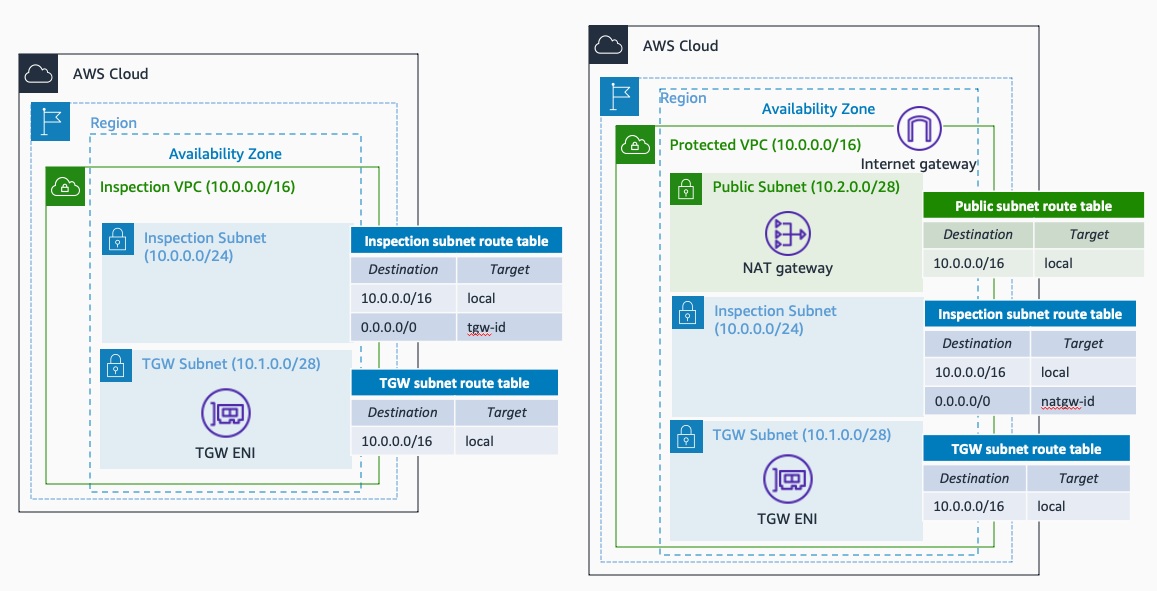 AWS Cloud
Region
Availability Zone
Inspection VPC (10.0.0.0/16)
Inspection Subnet
(10.0.0.0/24)
Inspection subnet route table
Destination Target
10.0.0.0/16 local
0.0.0.0/0 tgw-id
TGW Subnet (10.1.0.0/28)
TGW ENI
TGW subnet route table
Destination Target
10.0.0.0/16 local
AWS Cloud
Region
Availability Zone
Protected VPC (10.0.0.0/16)
Internet gateway
Public Subnet (10.2.0.0/28)
NAT gateway
Public subnet route table
Destination Target
10.0.0.0/16 local
Inspection Subnet
(10.0.0.0/24)
Inspection subnet route table
Destination Target
10.0.0.0/16 local
0.0.0.0/0 natgw-id
TGW Subnet (10.1.0.0/28)
TGW ENI
TGW subnet route table
Destination Target
10.0.0.0/16 local